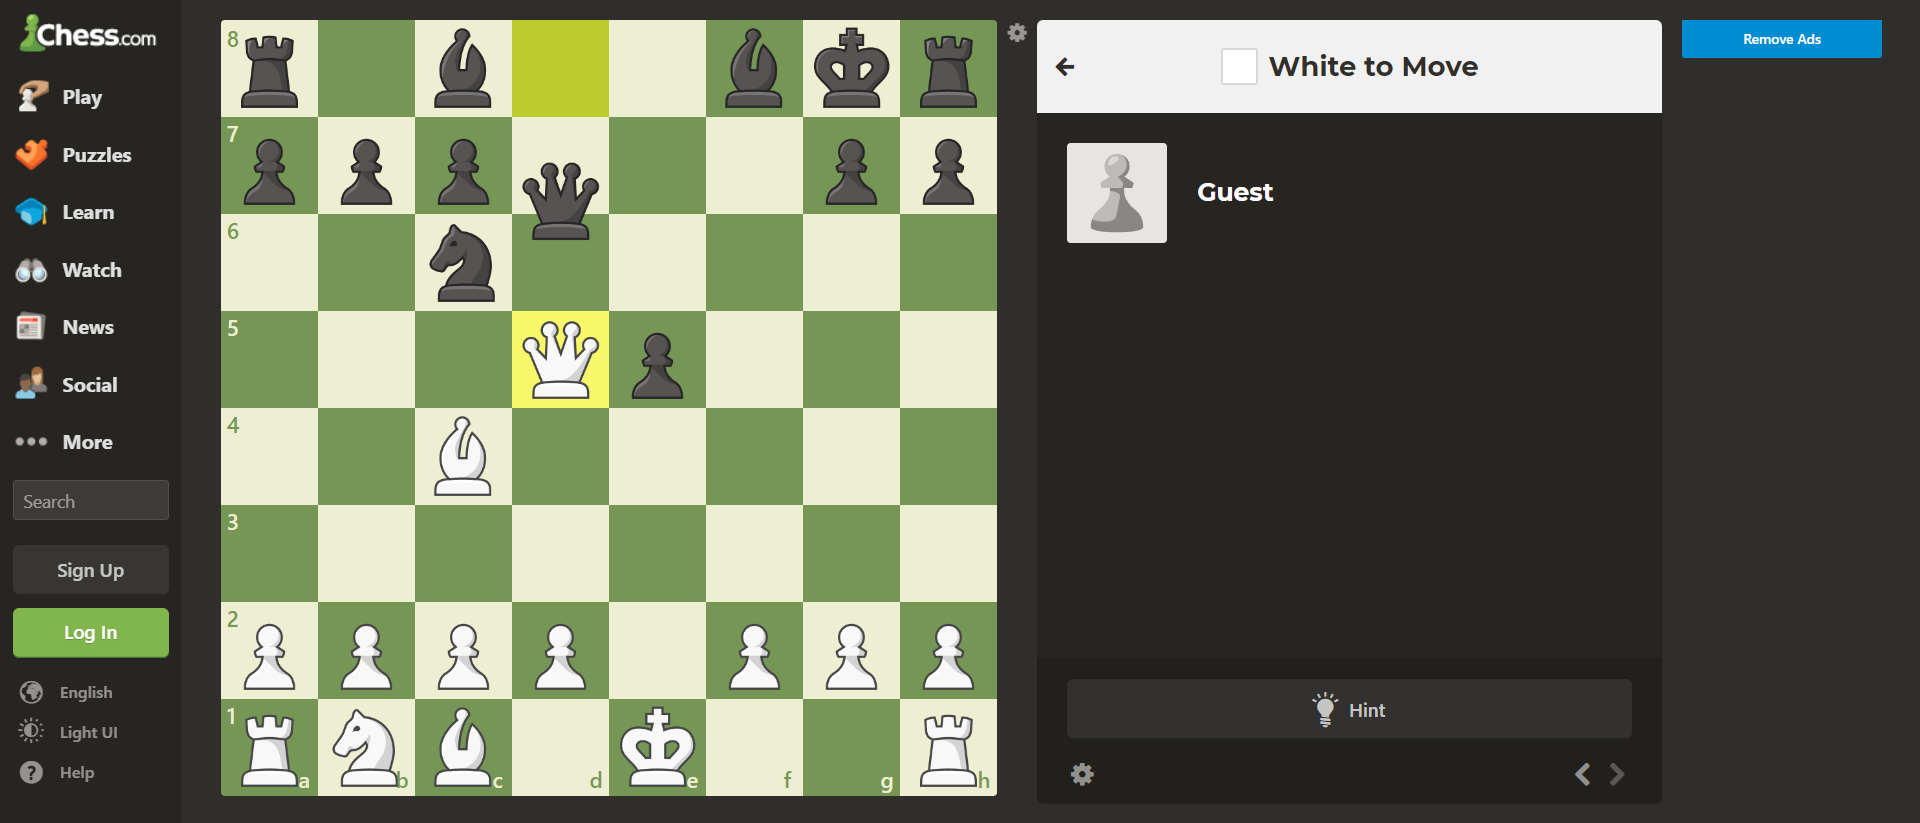 Chess.com
Play
Puzzles
Learn
Watch
News
Social
More
Search
Sign Up
Log In
English
Light UI
Help
8
7
6
5
4
3
2
1
a b c d e f g h
White to Move
Guest
Hint
Remove Ads